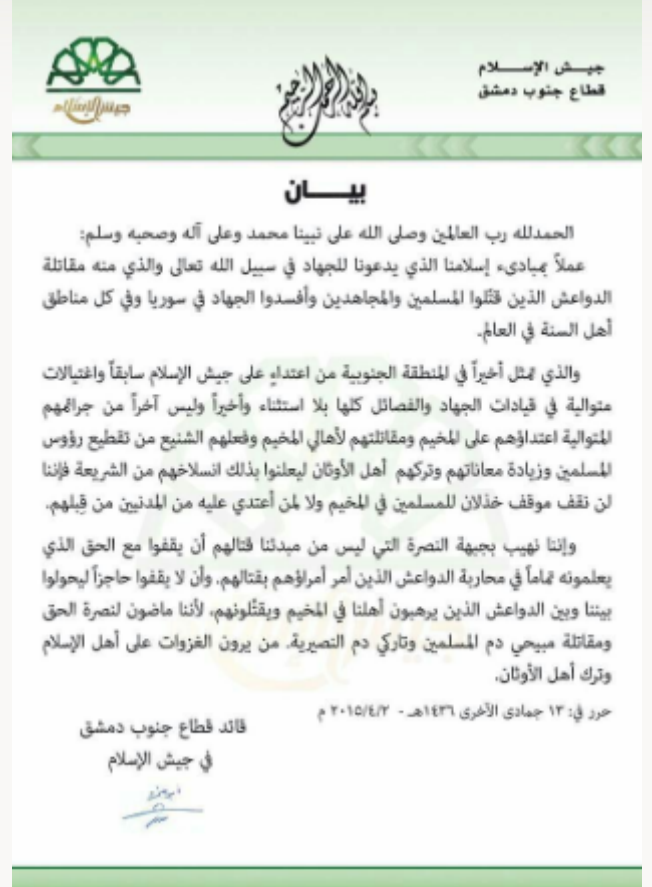 جيـــش الإســـــلام
قطاع جنوب دمشق
بسم الله الرحمن الرحيم
جيش الإسلام
بيـــــان
الحمدلله رب العالمين وصلى الله على نبينا محمد وعلى آله وصحبه وسلم:
عملاً بمبادىء إسلامنا الذي يدعونا للجهاد في سبيل الله تعالى والذي منه مقاتلة
الدواعش الذين قتّلوا المسلمين والمجاهدين وأفسدوا الجهاد في سوريا وفي كل مناطق
أهل السنة في العالم.
والذي تمثل أخيراً في المنطقة الجنوبية من اعتداءٍ على جيش الإسلام سابقاً واغتيالات
متوالية في قيادات الجهاد والفصائل كلها بلا استثناء وأخيراً وليس آخراً من جرائمهم
المتوالية اعتداؤهم على المخيم ومقاتلتهم لأهالي المخيم وفعلهم الشنيع من تقطيع رؤوس
المسلمين وزيادة معاناتهم وتركهم أهل الأوثان ليعلنوا بذلك انسلاخهم من الشريعة فإننا
لن نقف موقف خذلان للمسلمين في المخيم ولا لمن أعتدي عليه من المدنيين من قِبلهم.
وإننا نهيب بجبهة النصرة التي ليس من مبدئنا قتالهم أن يقفوا مع الحق الذي
يعلمونه تماماً في محاربة الدواعش الذين أمر أمراؤهم بقتالهم. وأن لا يقفوا حاجزاً ليحولوا
بيننا وبين الدواعش الذين يرهبون أهلنا في المخيم ويقتّلونهم، لأننا ماضون لنصرة الحق
ومقاتلة مبيحي دم المسلمين وتاركي دم النصيرية. من يرون الغزوات على أهل الإسلام
وترك أهل الأوثان.
حرر في: ١٣ جمادى الآخرى ١٤٣٦هـ - ٢٠١٥/٤/٢ م
قائد قطاع جنوب دمشق
في جيش الإسلام